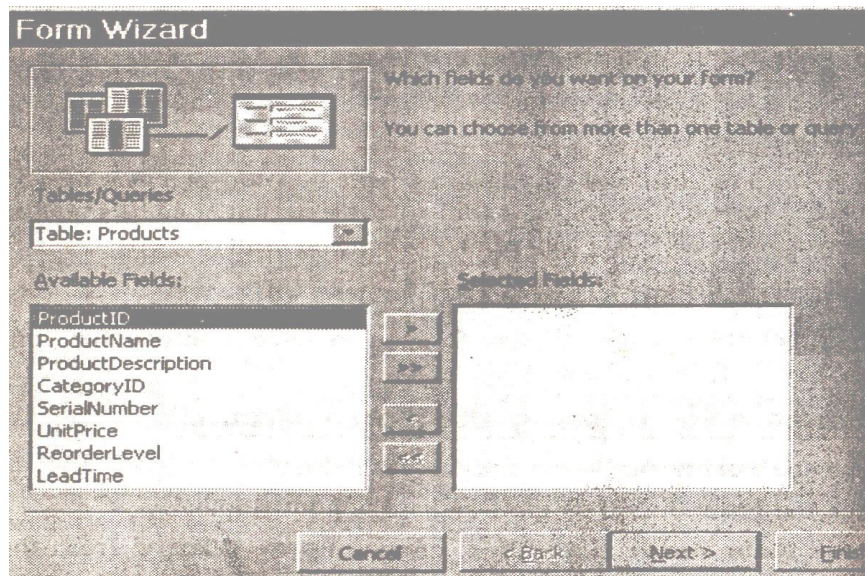 Form Wizard
Which fields do you want on your form?
You can choose from more than one table or query
Tables/Queries
Table: Products
Available Fields:
Selected Fields:
ProductID
ProductName
ProductDescription
CategoryID
SerialNumber
UnitPrice
ReorderLevel
LeadTime
>
>>
<
<<
Cancel
< Back
Next >
Finish